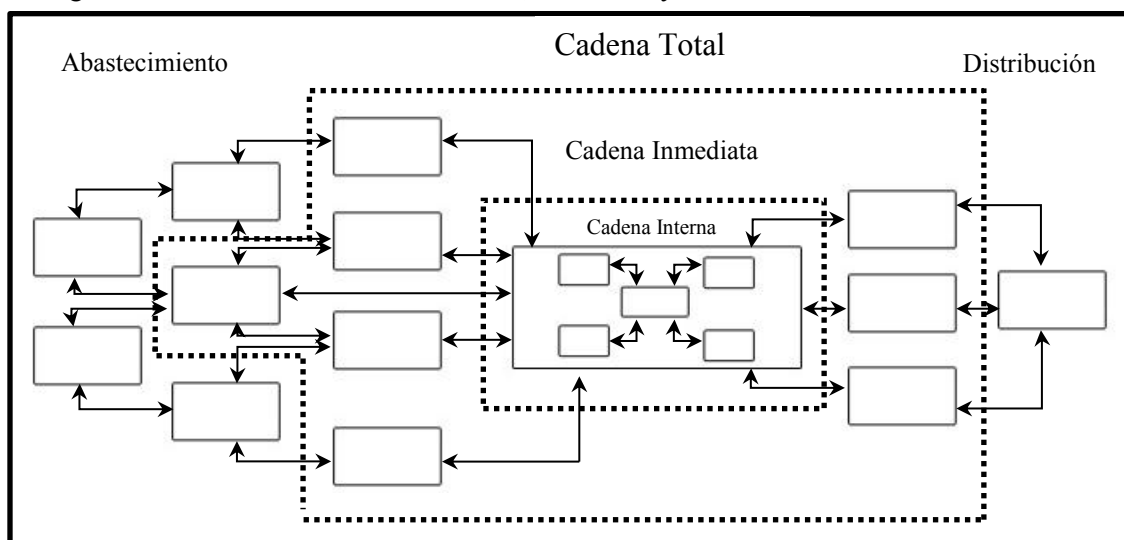 Cadena Total
Abastecimiento
Distribución
Cadena Inmediata
Cadena Interna